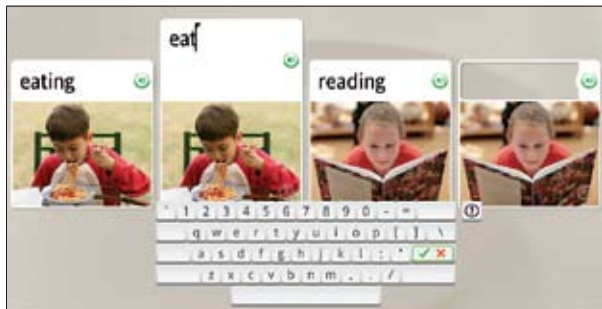 eating
eat
reading
` 1 2 3 4 5 6 7 8 9 0 - =
q w e r t y u i o p [ ] \
a s d f g h j k l ; '
z x c v b n m , . /